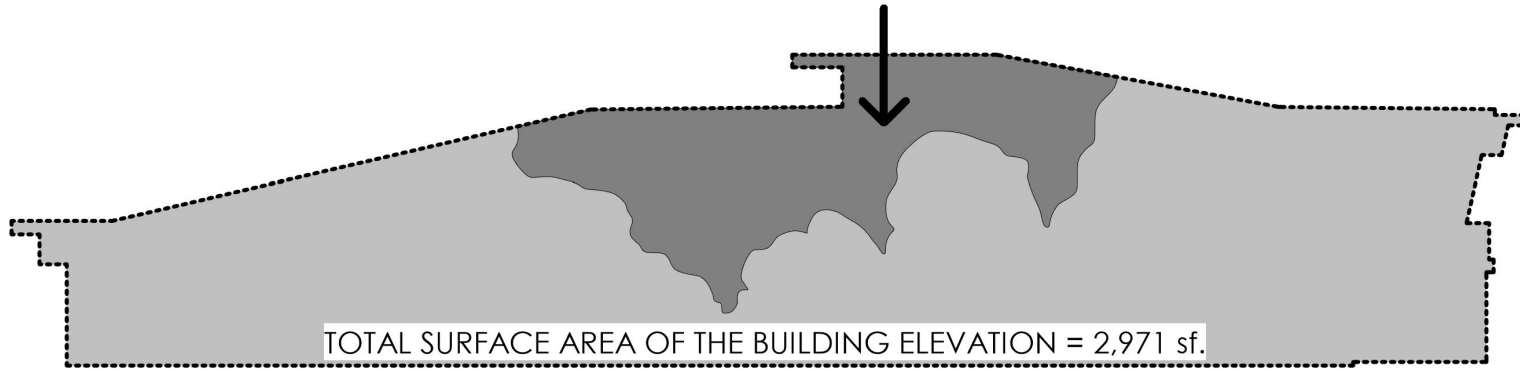 TOTAL SURFACE AREA OF THE BUILDING ELEVATION = 2,971 sf.